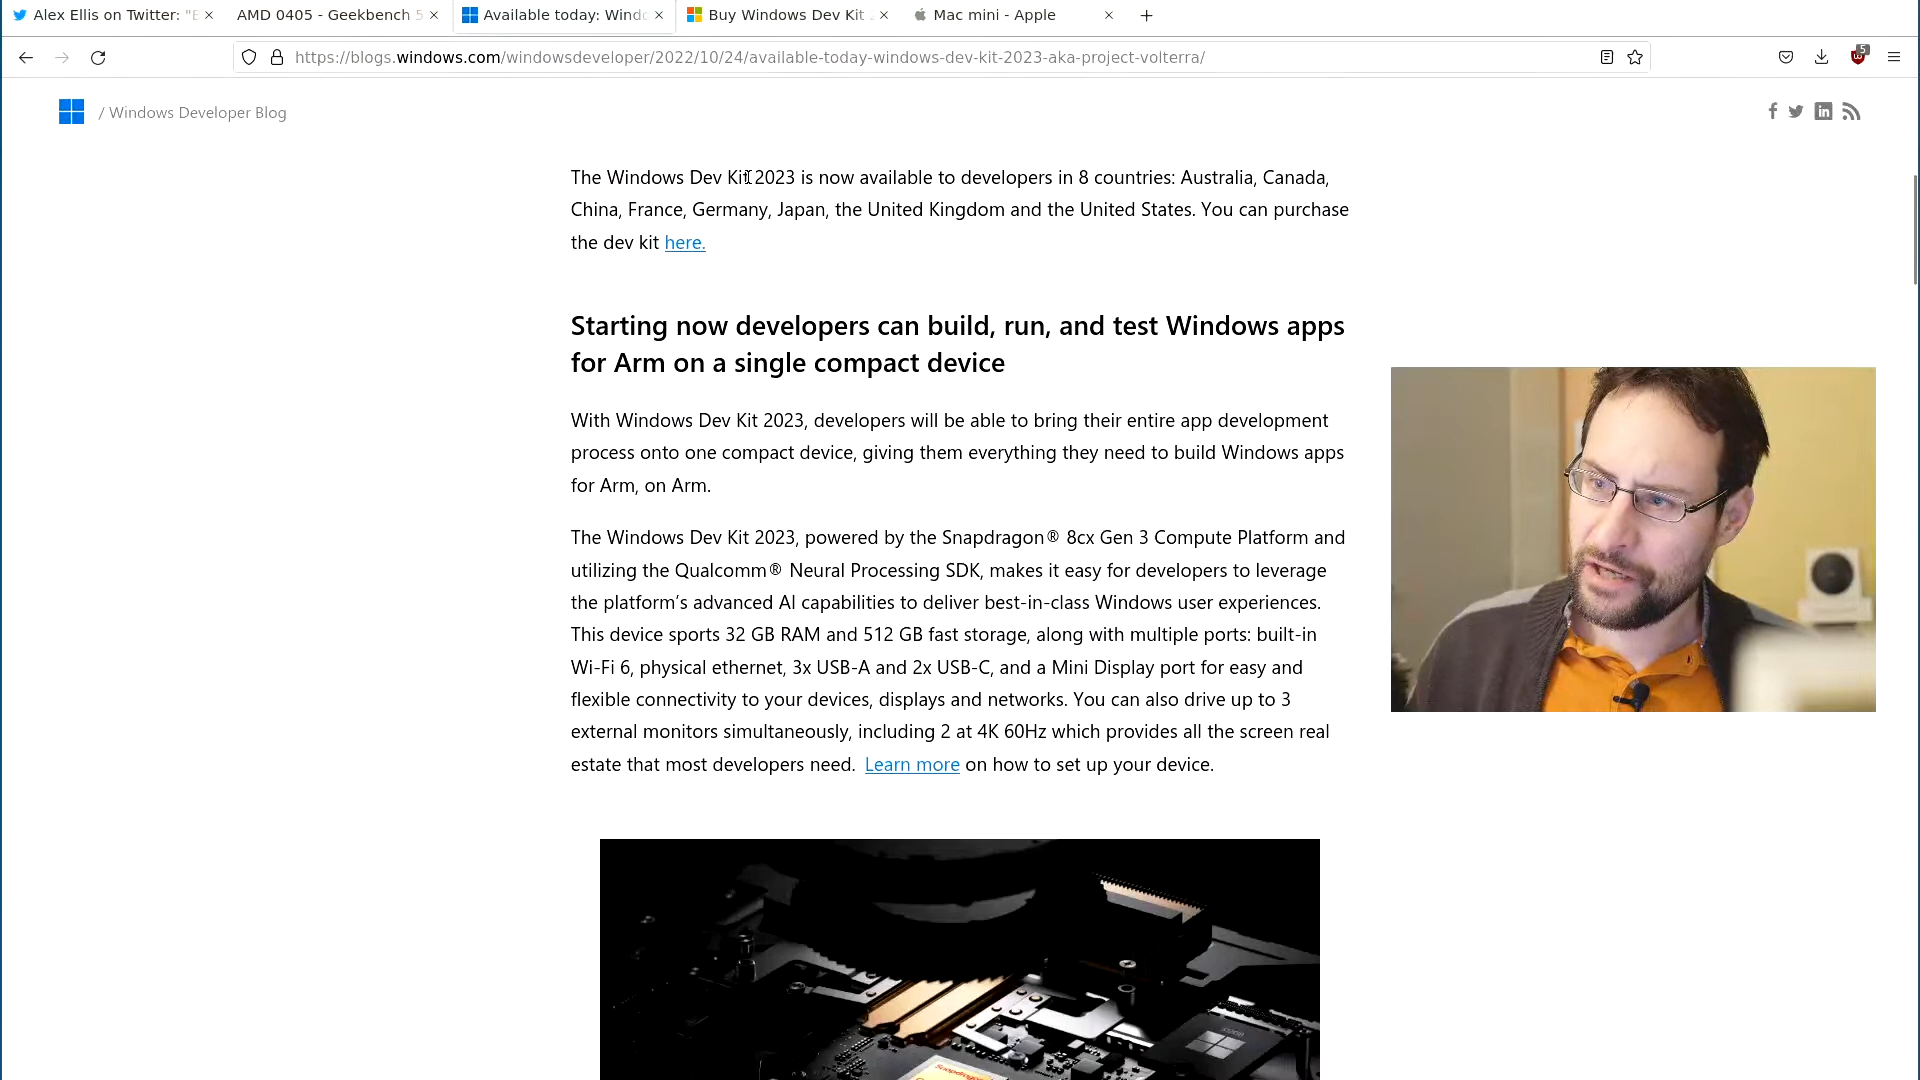 Alex Ellis on Twitter: "E
AMD 0405 - Geekbench 5
Available today: Windo
Buy Windows Dev Kit
Mac mini - Apple
https://blogs.windows.com/windowsdeveloper/2022/10/24/available-today-windows-dev-kit-2023-aka-project-volterra/
5
/ Windows Developer Blog
The Windows Dev Kit 2023 is now available to developers in 8 countries: Australia, Canada,
China, France, Germany, Japan, the United Kingdom and the United States. You can purchase
the dev kit here.
Starting now developers can build, run, and test Windows apps
for Arm on a single compact device
With Windows Dev Kit 2023, developers will be able to bring their entire app development
process onto one compact device, giving them everything they need to build Windows apps
for Arm, on Arm.
The Windows Dev Kit 2023, powered by the Snapdragon® 8cx Gen 3 Compute Platform and
utilizing the Qualcomm® Neural Processing SDK, makes it easy for developers to leverage
the platform’s advanced AI capabilities to deliver best-in-class Windows user experiences.
This device sports 32 GB RAM and 512 GB fast storage, along with multiple ports: built-in
Wi-Fi 6, physical ethernet, 3x USB-A and 2x USB-C, and a Mini Display port for easy and
flexible connectivity to your devices, displays and networks. You can also drive up to 3
external monitors simultaneously, including 2 at 4K 60Hz which provides all the screen real
estate that most developers need. Learn more on how to set up your device.
Snapdragon